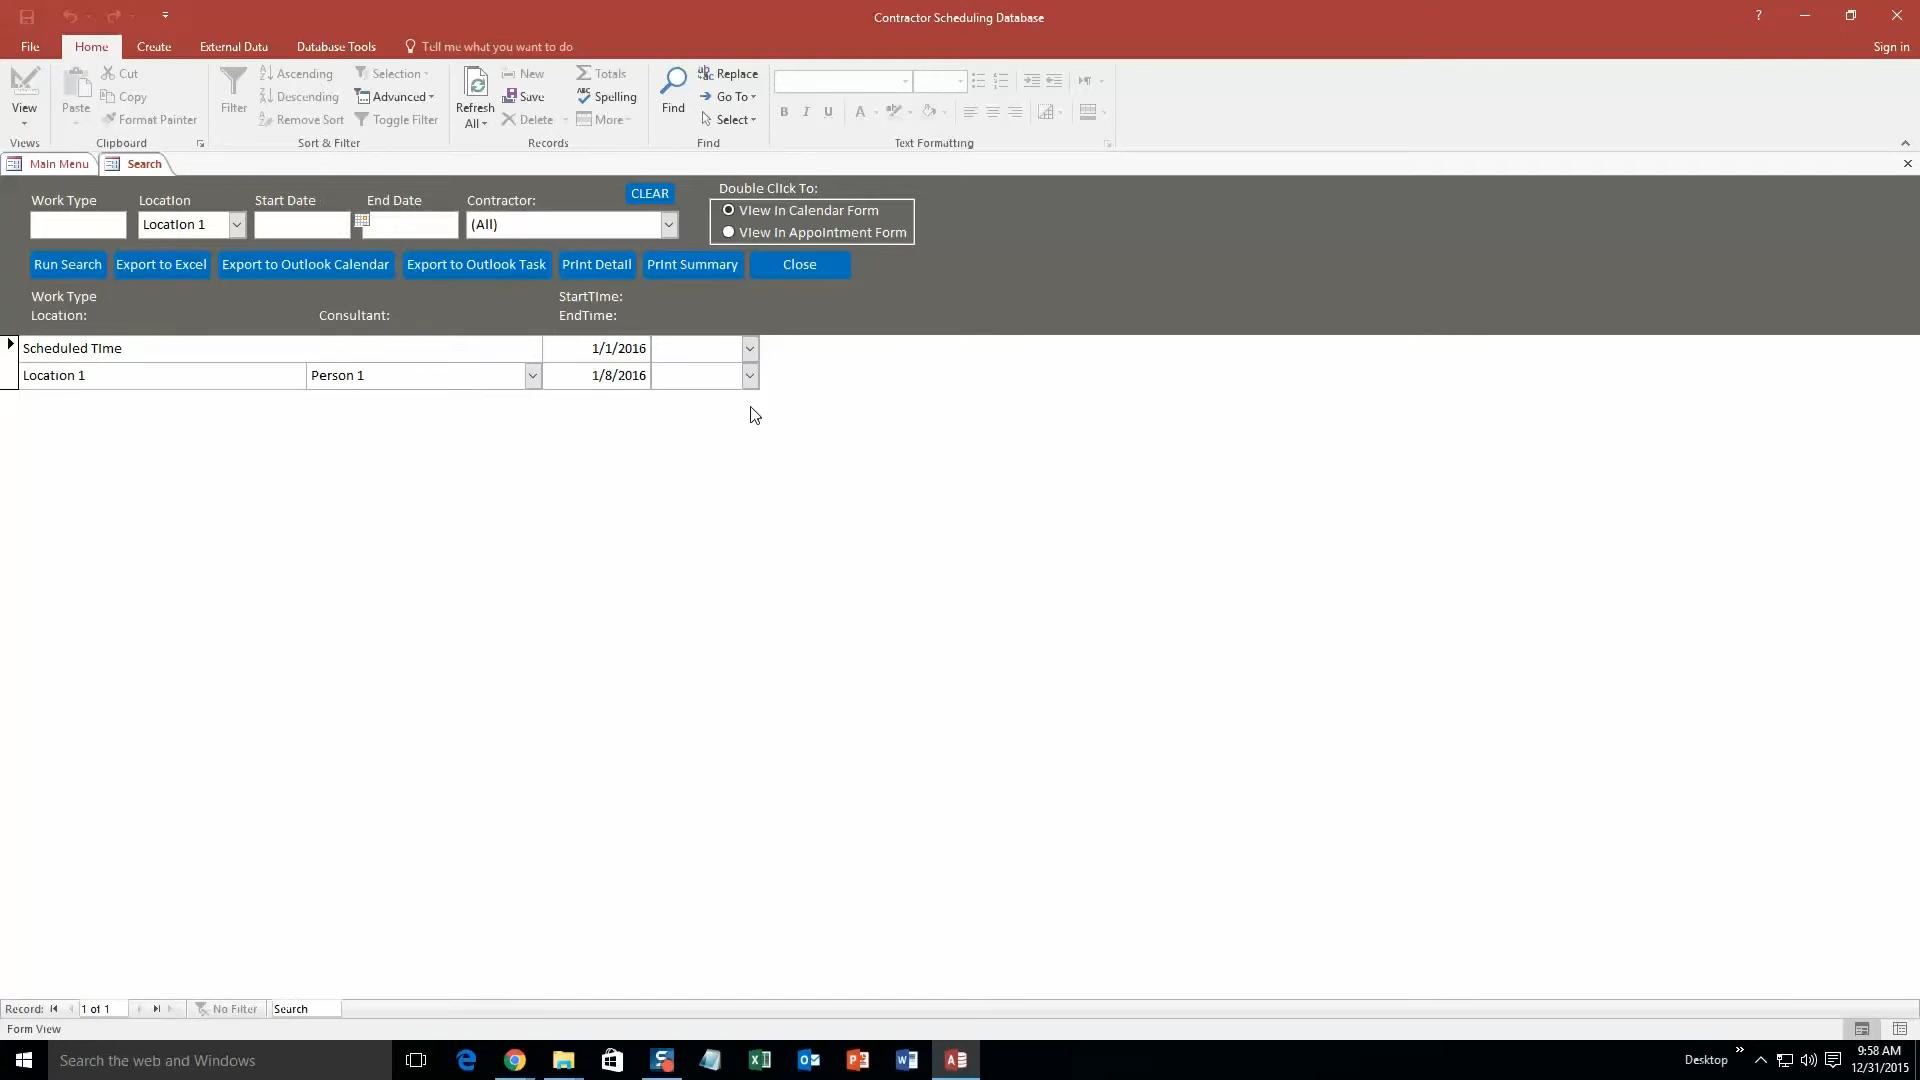 Contractor Scheduling Database
?
File Home Create External Data Database Tools Tell me what you want to do Sign in
View Paste Cut Copy Format Painter
Filter Ascending Descending Remove Sort Selection Advanced Toggle Filter
Refresh All New Save Delete Totals Spelling More
Find Replace Go To Select
B I U A
Views Clipboard Sort & Filter Records Find Text Formatting
Main Menu Search
Double Click To:
Work Type Location Start Date End Date Contractor: CLEAR
View In Calendar Form
Location 1 (All)
View In Appointment Form
Run Search Export to Excel Export to Outlook Calendar Export to Outlook Task Print Detail Print Summary Close
Work Type StartTime:
Location: Consultant: EndTime:
Scheduled Time 1/1/2016
Location 1 Person 1 1/8/2016
Record: 1 of 1 No Filter Search
Form View
Search the web and Windows
Desktop
9:58 AM
12/31/2015